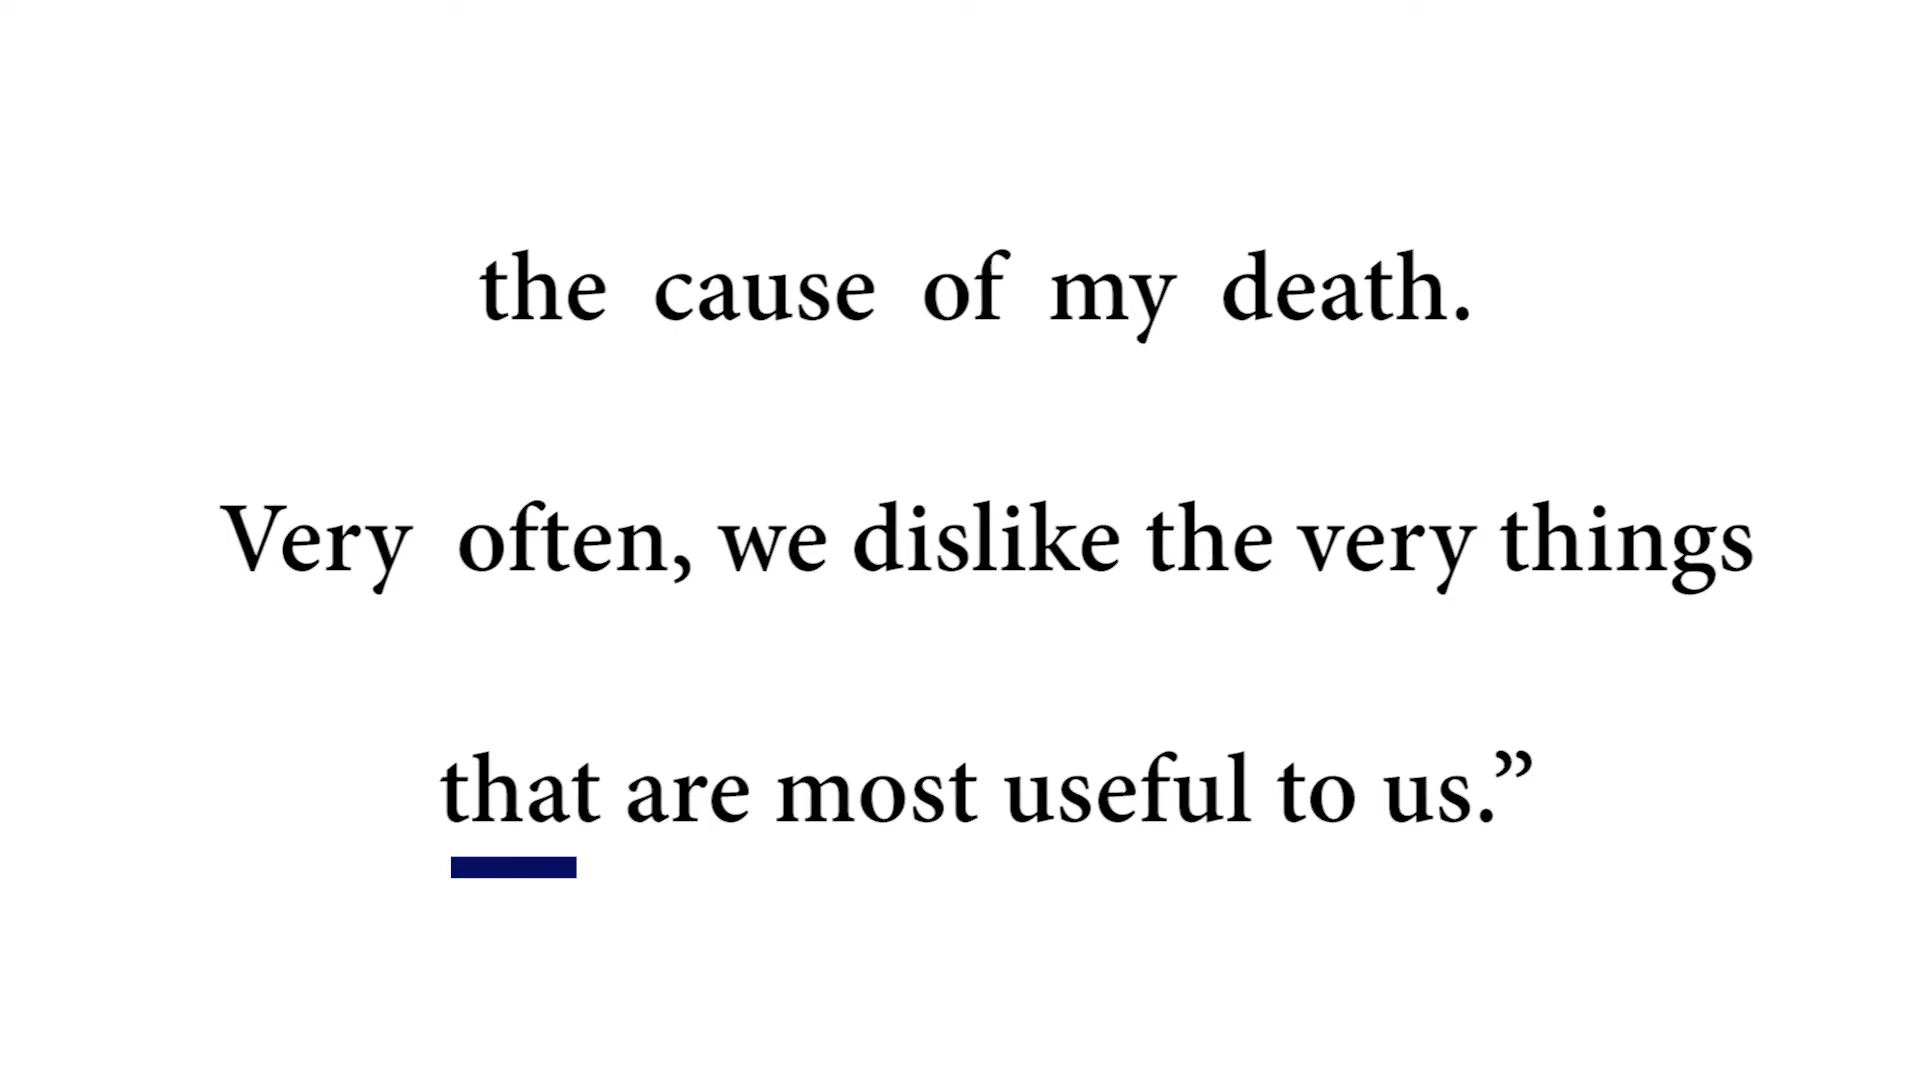 the cause of my death.
Very often, we dislike the very things
that are most useful to us.”